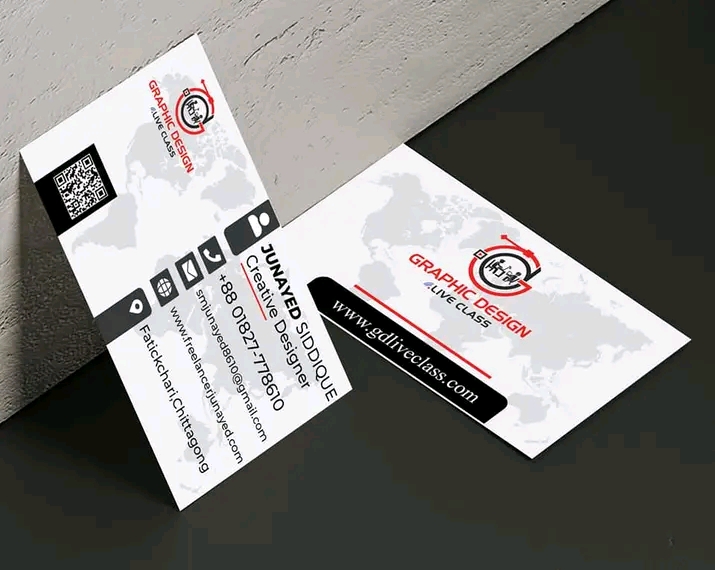 GRAPHIC DESIGN
LIVE CLASS
JUNAYED SIDDIQUE
Creative Designer
+88 01827-778610
smjunayed8610@gmail.com
www.freelancerjunayed.com
Fatickchari,Chittagong
GRAPHIC DESIGN
LIVE CLASS
www.gdliveclass.com